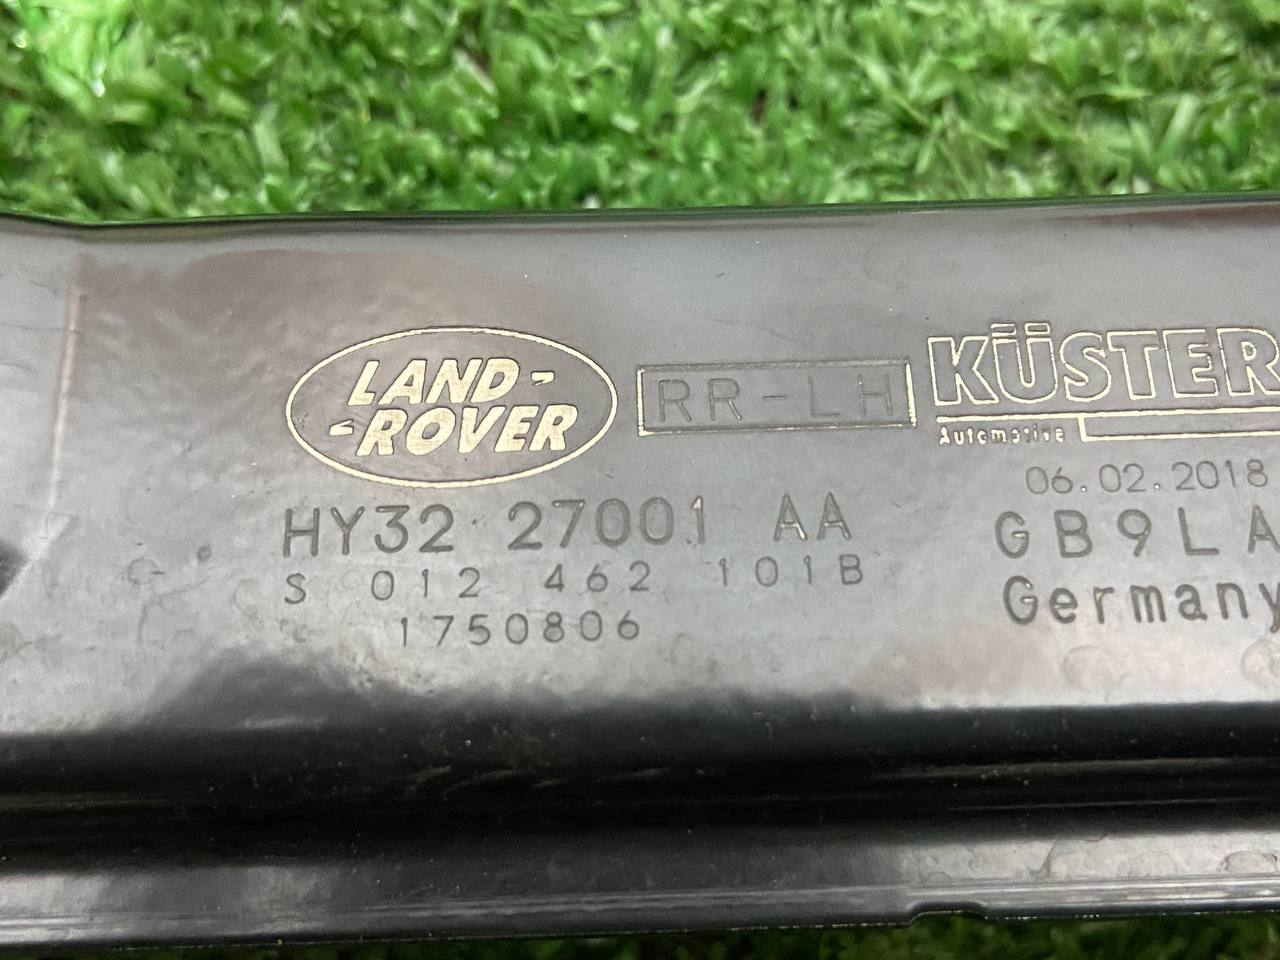 LAND-
-ROVER
RR-LH
KÜSTER
Automotive
06.02.2018
HY32 27001 AA
GB9LA
S 012 462 101B
Germany
1750806